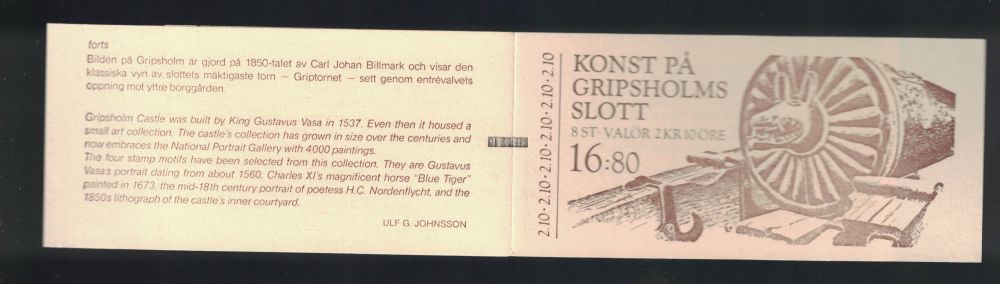 forts
Bilden på Gripsholm är gjord på 1850-talet av Carl Johan Billmark och visar den
klassiska vyn av slottets mäktigaste torn — Griptornet — sett genom entrévalvets
öppning mot yttre borggården.
Gripsholm Castle was built by King Gustavus Vasa in 1537. Even then it housed a
small art collection. The castle's collection has grown in size over the centuries and
now embraces the National Portrait Gallery with 4000 paintings.
The four stamp motifs have been selected from this collection. They are Gustavus
Vasa's portrait dating from about 1560, Charles XI's magnificent horse "Blue Tiger"
painted in 1673, the mid-18th century portrait of poetess H.C. Nordenflycht, and the
1850s lithograph of the castle's inner courtyard.
ULF G. JOHNSSON
2.10·2.10·2.10·2.10·2.10·2.10·2.10·2.10
KONST PÅ
GRIPSHOLMS
SLOTT
8 ST · VALÖR 2 KR 10 ÖRE
16:80